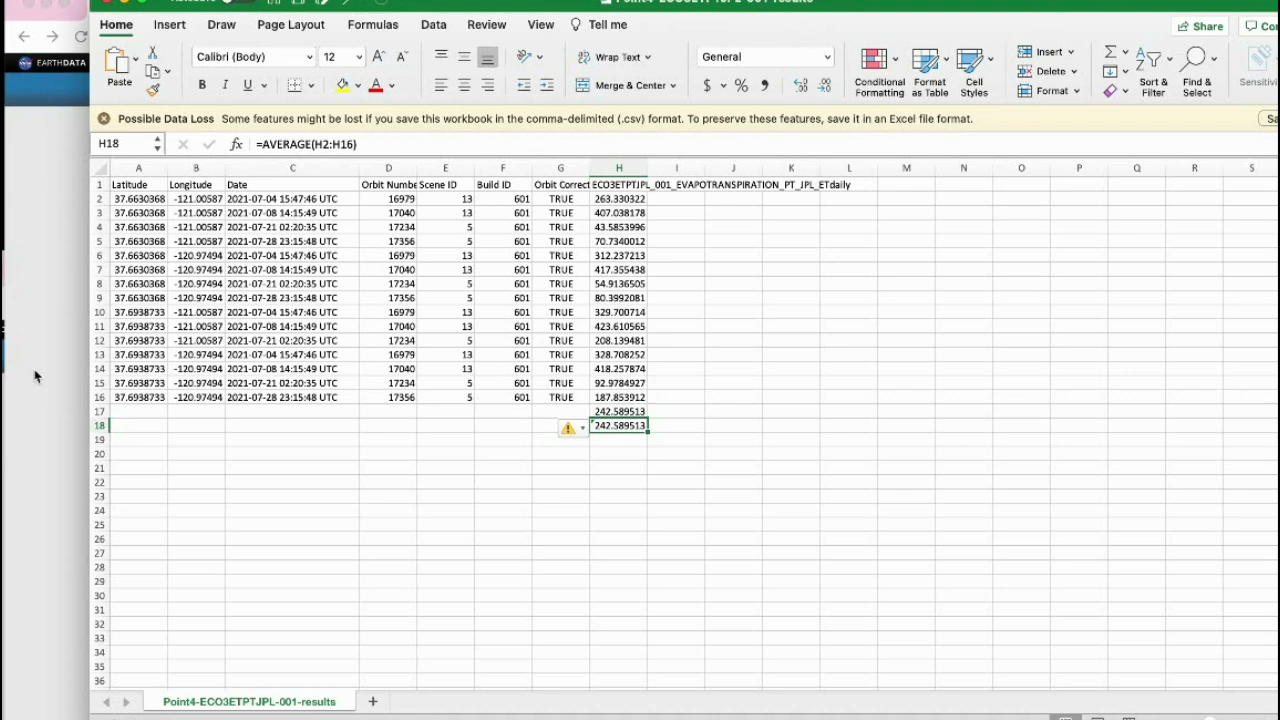 Home Insert Draw Page Layout Formulas Data Review View Tell me
Share
Paste
Calibri (Body) 12
Wrap Text
General
Insert
B U A
Merge & Center
$ % ,
Conditional Formatting
Format as Table
Cell Styles
Delete
Format
Sort & Filter
Find & Select
EARTHDATA
Possible Data Loss Some features might be lost if you save this workbook in the comma-delimited (.csv) format. To preserve these features, save it in an Excel file format.
H18 fx =AVERAGE(H2:H16)
A B C D E F G H I J K L M N O P Q R S
1 Latitude Longitude Date Orbit Numbe Scene ID Build ID Orbit Correct ECO3ETPTJPL_001_EVAPOTRANSPIRATION_PT_JPL_ETdaily
2 37.6630368 -121.00587 2021-07-04 15:47:46 UTC 16979 13 601 TRUE 263.330322
3 37.6630368 -121.00587 2021-07-08 14:15:49 UTC 17040 13 601 TRUE 407.038178
4 37.6630368 -121.00587 2021-07-21 02:20:35 UTC 17234 5 601 TRUE 43.5853996
5 37.6630368 -121.00587 2021-07-28 23:15:48 UTC 17356 5 601 TRUE 70.7340012
6 37.6630368 -120.97494 2021-07-04 15:47:46 UTC 16979 13 601 TRUE 312.237213
7 37.6630368 -120.97494 2021-07-08 14:15:49 UTC 17040 13 601 TRUE 417.355438
8 37.6630368 -120.97494 2021-07-21 02:20:35 UTC 17234 5 601 TRUE 54.9136505
9 37.6630368 -120.97494 2021-07-28 23:15:48 UTC 17356 5 601 TRUE 80.3992081
10 37.6938733 -121.00587 2021-07-04 15:47:46 UTC 16979 13 601 TRUE 329.700714
11 37.6938733 -121.00587 2021-07-08 14:15:49 UTC 17040 13 601 TRUE 423.610565
12 37.6938733 -121.00587 2021-07-21 02:20:35 UTC 17234 5 601 TRUE 208.139481
13 37.6938733 -120.97494 2021-07-04 15:47:46 UTC 16979 13 601 TRUE 328.708252
14 37.6938733 -120.97494 2021-07-08 14:15:49 UTC 17040 13 601 TRUE 418.257874
15 37.6938733 -120.97494 2021-07-21 02:20:35 UTC 17234 5 601 TRUE 92.9784927
16 37.6938733 -120.97494 2021-07-28 23:15:48 UTC 17356 5 601 TRUE 187.853912
17 242.589513
18 242.589513
19
20
21
22
23
24
25
26
27
28
29
30
31
32
33
34
35
36
Point4-ECO3ETPTJPL-001-results